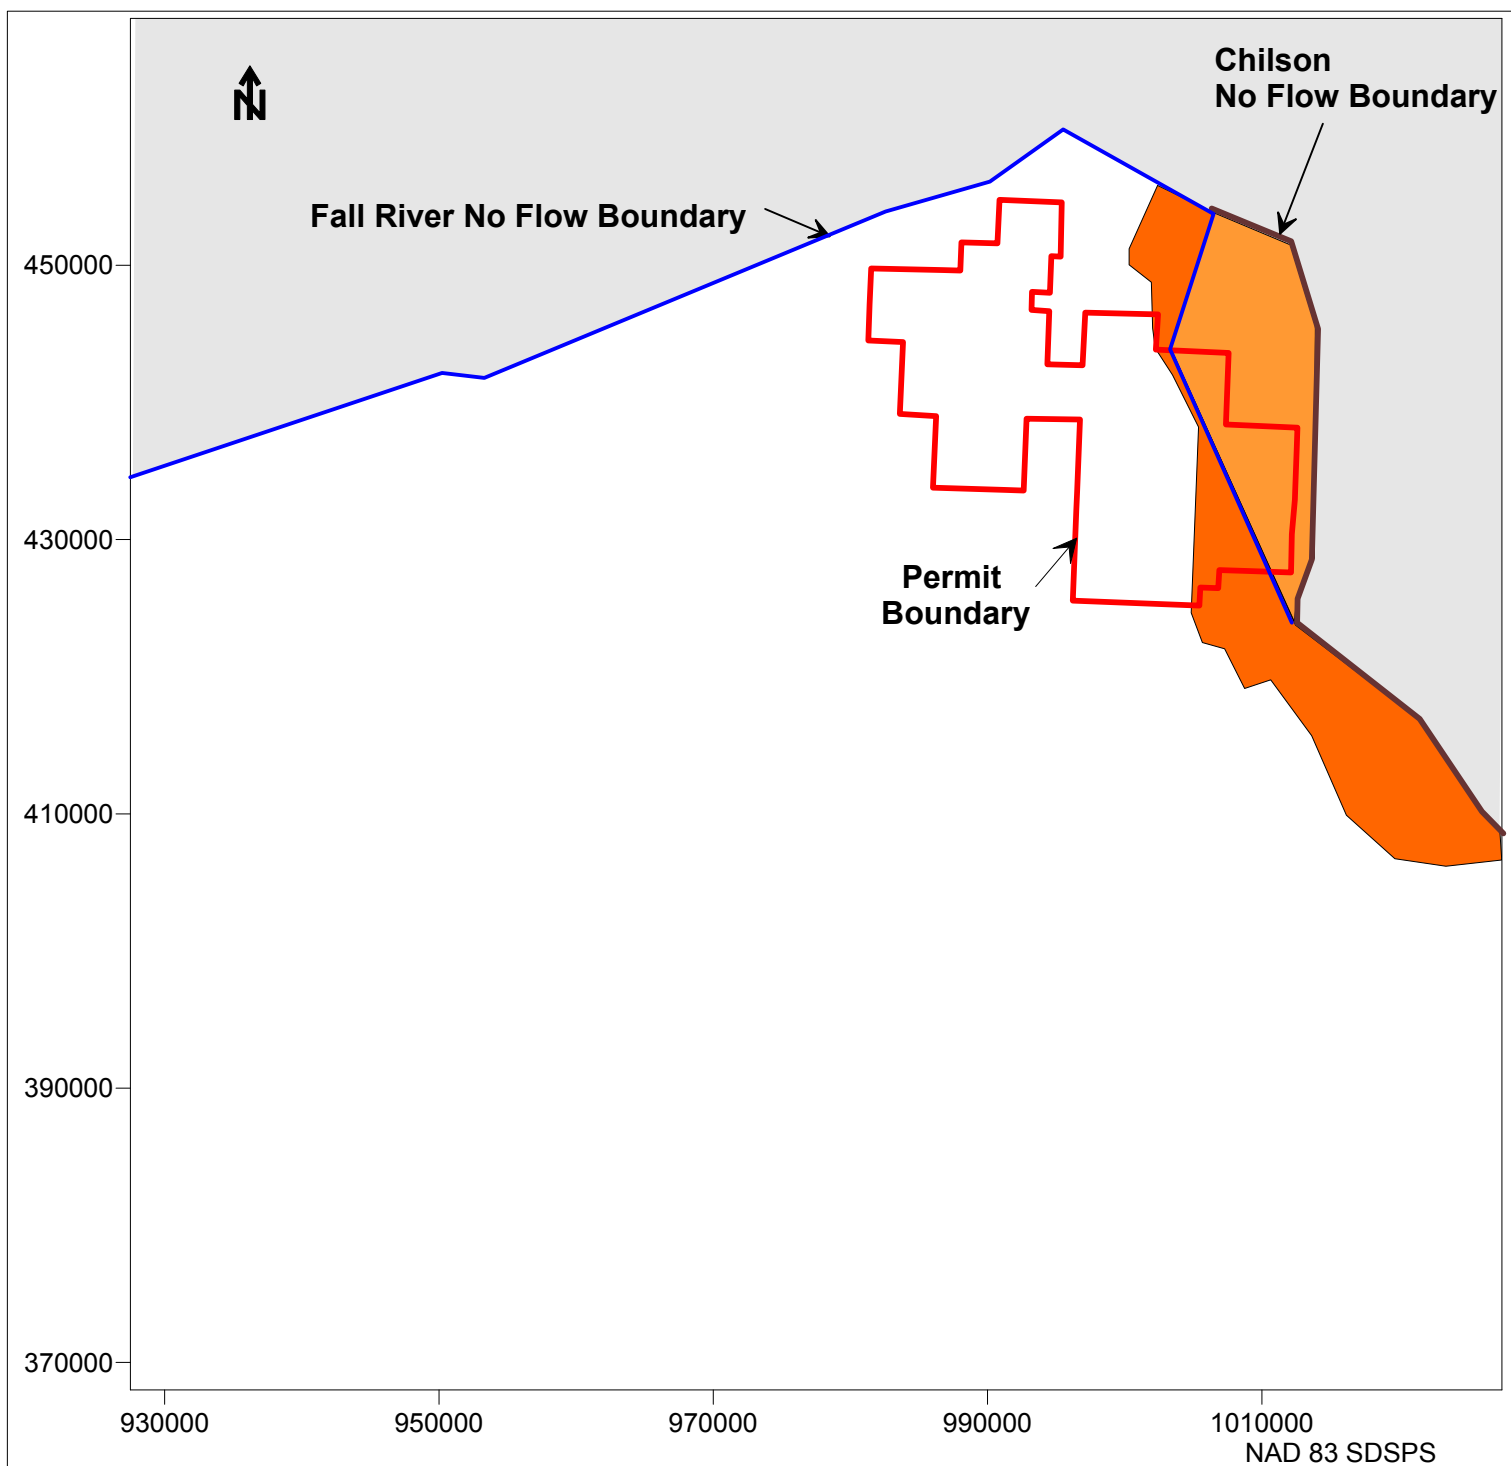 Chilson
No Flow Boundary
N
Fall River No Flow Boundary
450000
430000
Permit
Boundary
410000
390000
370000
930000
950000
970000
990000
1010000
NAD 83 SDSPS